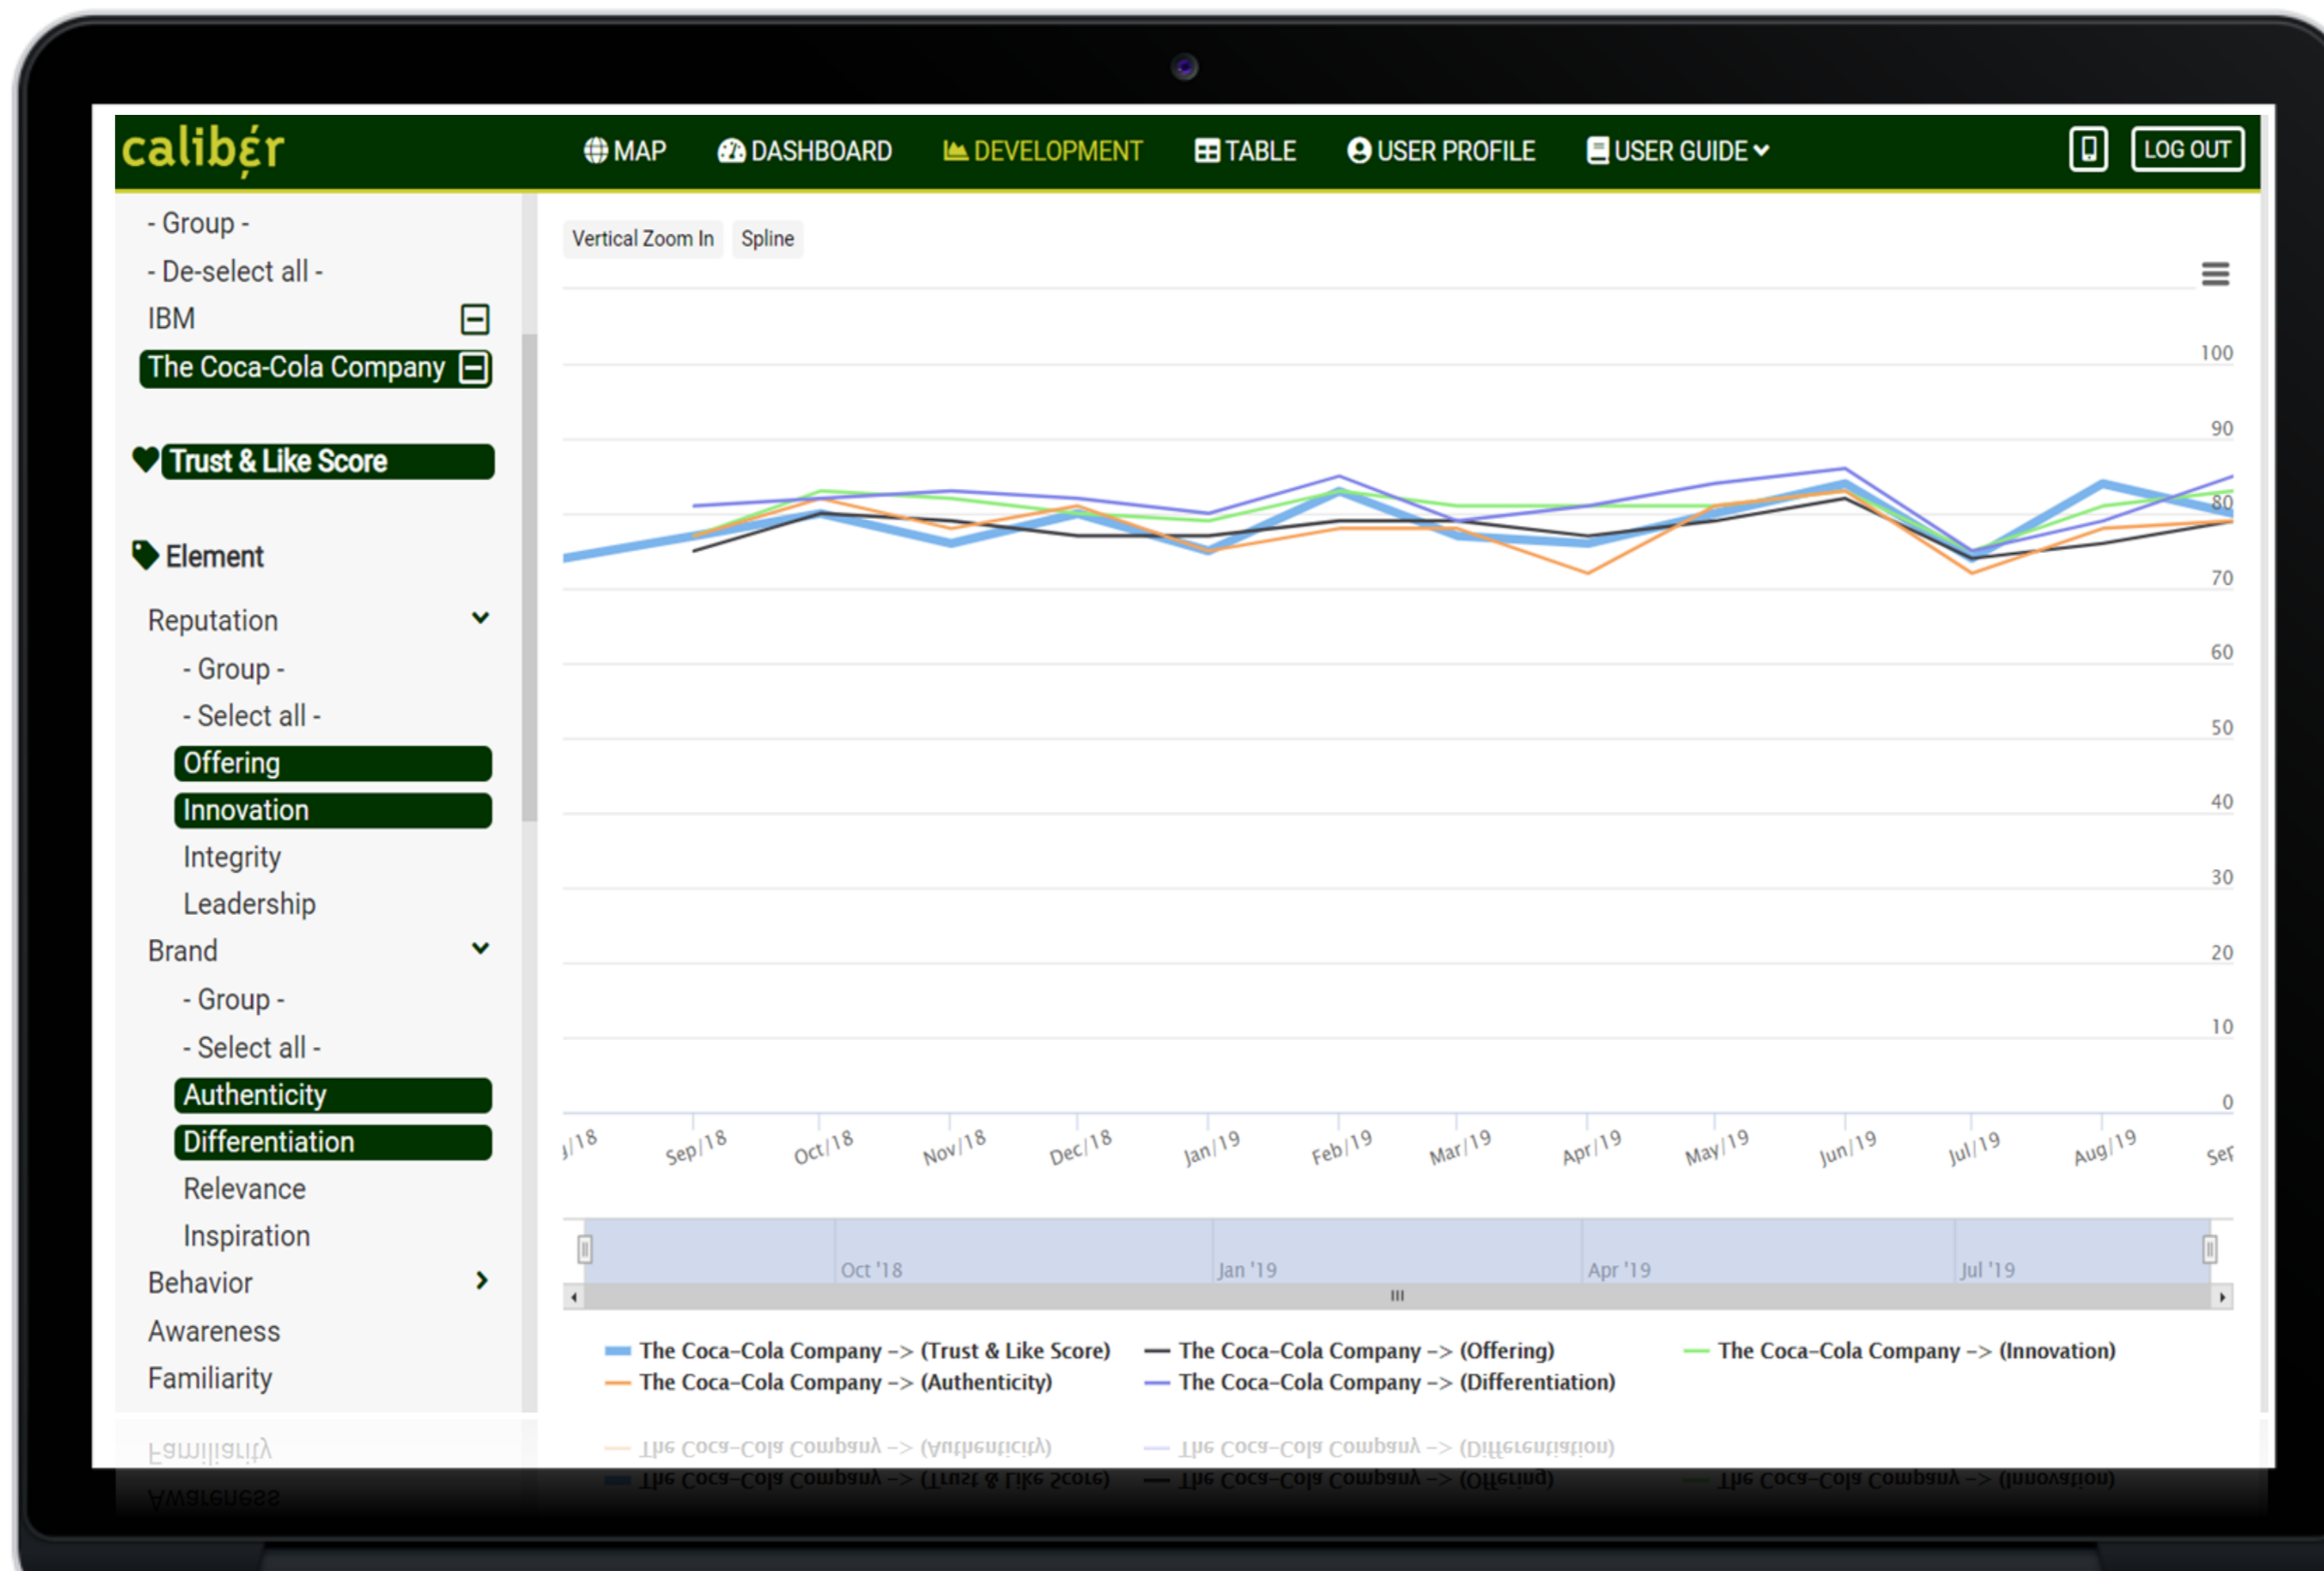 calibér
MAP DASHBOARD DEVELOPMENT TABLE USER PROFILE USER GUIDE LOG OUT
- Group -
- De-select all -
IBM
The Coca-Cola Company
Trust & Like Score
Element
Reputation
- Group -
- Select all -
Offering
Innovation
Integrity
Leadership
Brand
- Group -
- Select all -
Authenticity
Differentiation
Relevance
Inspiration
Behavior
Awareness
Familiarity
Vertical Zoom In Spline
100
90
80
70
60
50
40
30
20
10
0
/18 Sep/18 Oct/18 Nov/18 Dec/18 Jan/19 Feb/19 Mar/19 Apr/19 May/19 Jun/19 Jul/19 Aug/19 Sep
Oct '18 Jan '19 Apr '19 Jul '19
The Coca-Cola Company -> (Trust & Like Score) The Coca-Cola Company -> (Offering) The Coca-Cola Company -> (Innovation)
The Coca-Cola Company -> (Authenticity) The Coca-Cola Company -> (Differentiation)